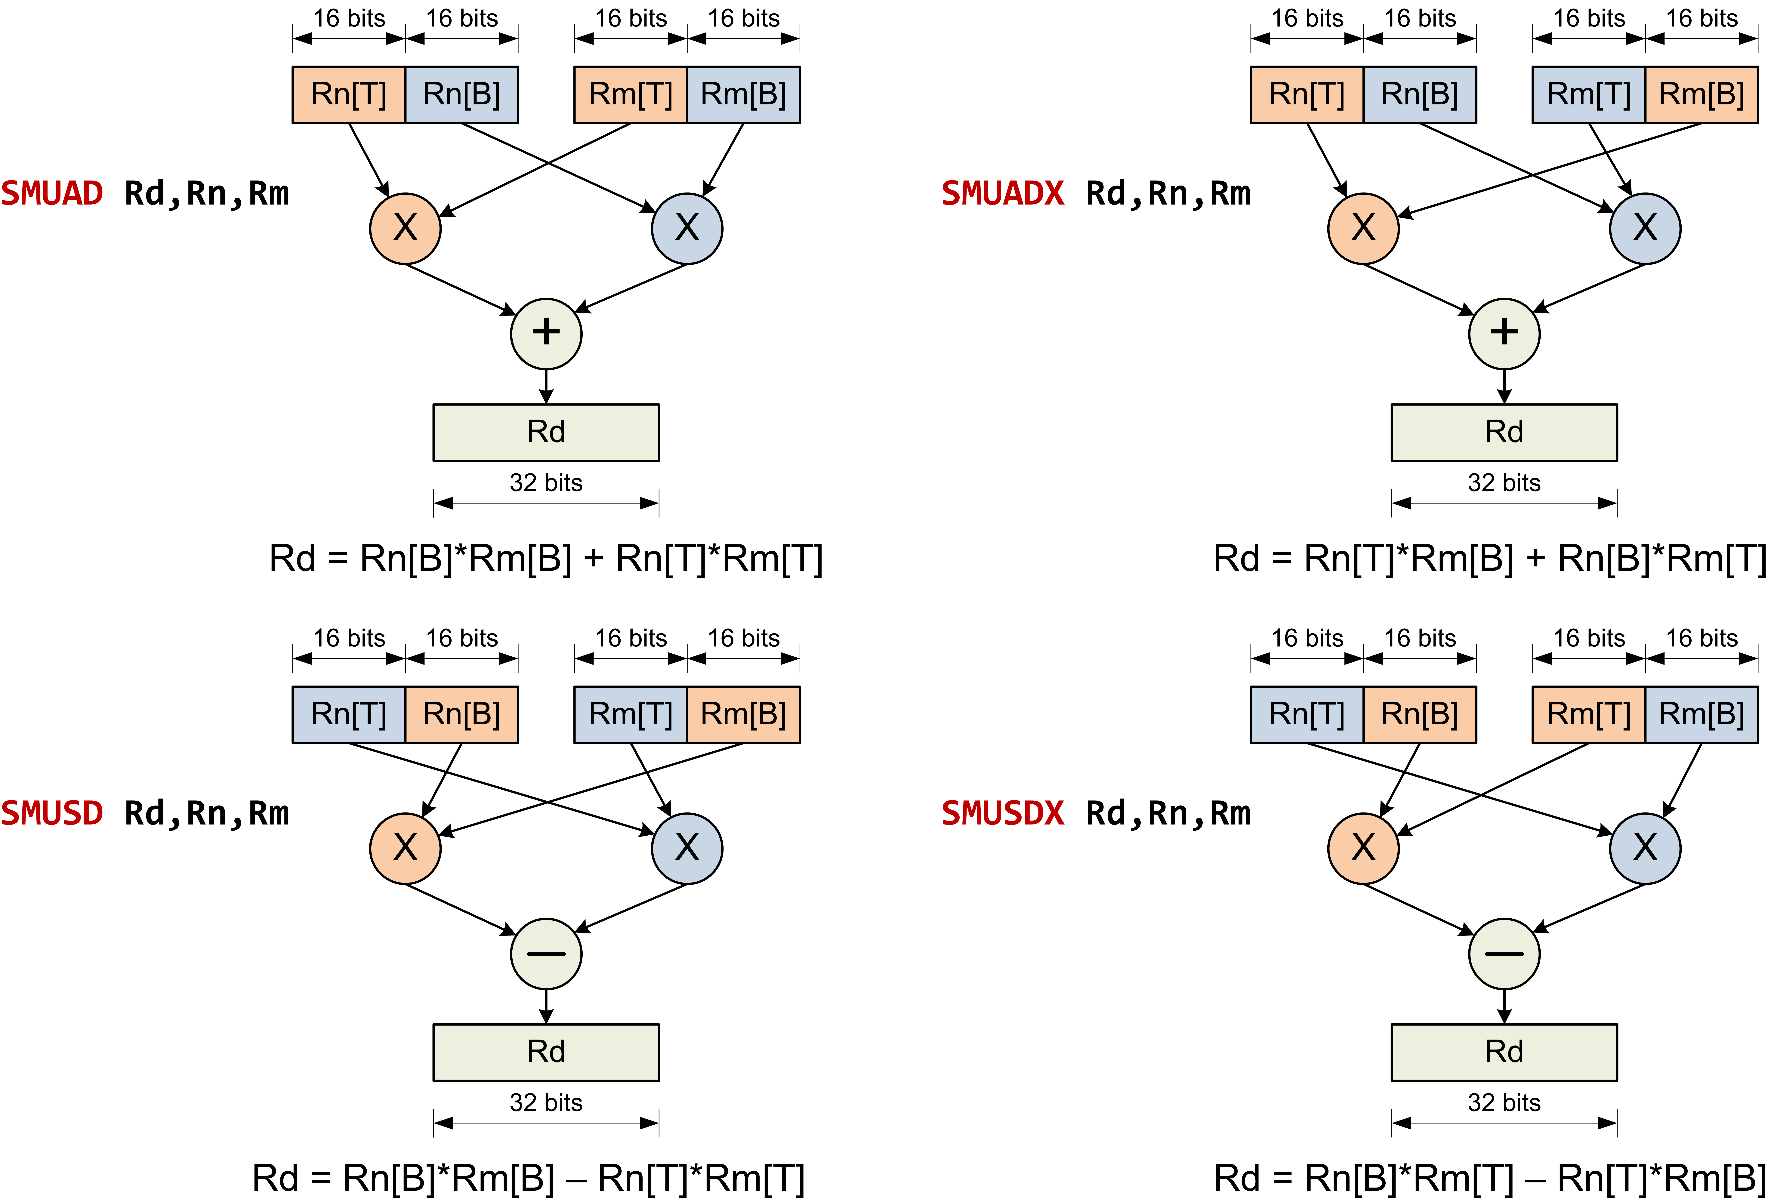 16 bits 16 bits 16 bits 16 bits
Rn[T] Rn[B] Rm[T] Rm[B]
SMUAD Rd,Rn,Rm
X X
+
Rd
32 bits
Rd = Rn[B]*Rm[B] + Rn[T]*Rm[T]
16 bits 16 bits 16 bits 16 bits
Rn[T] Rn[B] Rm[T] Rm[B]
SMUADX Rd,Rn,Rm
X X
+
Rd
32 bits
Rd = Rn[T]*Rm[B] + Rn[B]*Rm[T]
16 bits 16 bits 16 bits 16 bits
Rn[T] Rn[B] Rm[T] Rm[B]
SMUSD Rd,Rn,Rm
X X
—
Rd
32 bits
Rd = Rn[B]*Rm[B] – Rn[T]*Rm[T]
16 bits 16 bits 16 bits 16 bits
Rn[T] Rn[B] Rm[T] Rm[B]
SMUSDX Rd,Rn,Rm
X X
—
Rd
32 bits
Rd = Rn[B]*Rm[T] – Rn[T]*Rm[B]